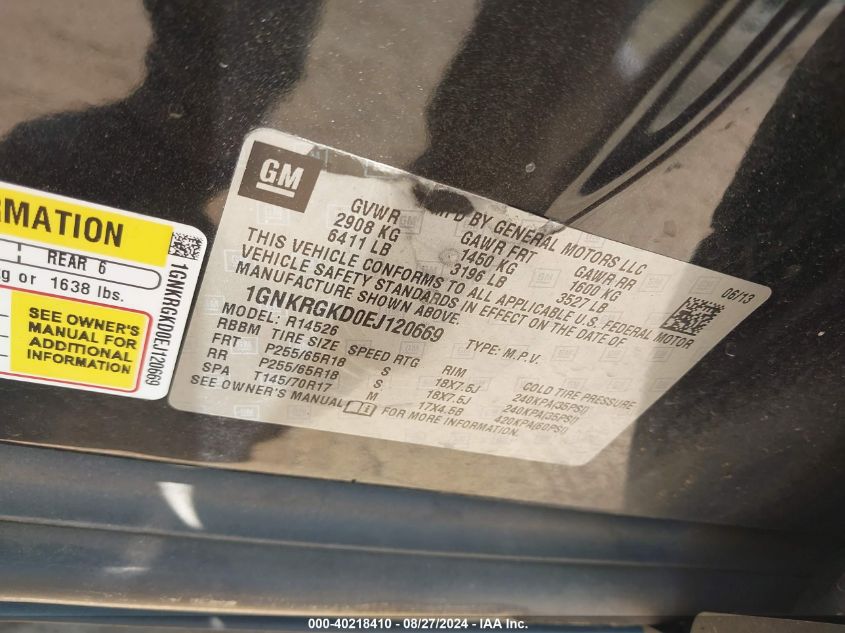 GM
MFD BY GENERAL MOTORS LLC 06/13
GVWR GAWR FRT GAWR RR
2908 KG 1450 KG 1600 KG
6411 LB 3196 LB 3527 LB
THIS VEHICLE CONFORMS TO ALL APPLICABLE U.S. FEDERAL MOTOR
VEHICLE SAFETY STANDARDS IN EFFECT ON THE DATE OF
MANUFACTURE SHOWN ABOVE.
1GNKRGKD0EJ120669 TYPE: M.P.V.
MODEL: R14526
RBBM TIRE SIZE SPEED RTG RIM COLD TIRE PRESSURE
FRT P255/65R18 S 18X7.5J 240KPA(35PSI)
RR P255/65R18 S 18X7.5J 240KPA(35PSI)
SPA T145/70R17 M 17X4.5B 420KPA(60PSI)
SEE OWNER'S MANUAL FOR MORE INFORMATION.
RMATION
REAR 6
g or 1638 lbs.
SEE OWNER'S
MANUAL FOR
ADDITIONAL
INFORMATION
1GNKRGKD0EJ120669
000-40218410 - 08/27/2024 - IAA Inc.